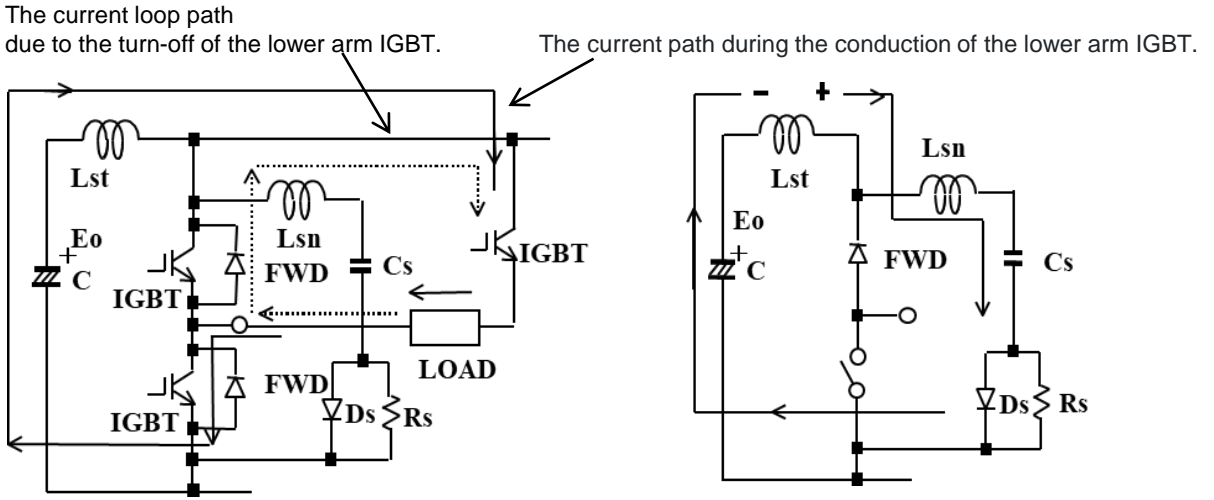 The current loop path
due to the turn-off of the lower arm IGBT.
The current path during the conduction of the lower arm IGBT.
Lst
Eo
+
C
IGBT
FWD
Lsn
Cs
IGBT
LOAD
IGBT
FWD
Ds
Rs
- +
Lst
Lsn
Eo
+
C
FWD
Cs
Ds
Rs